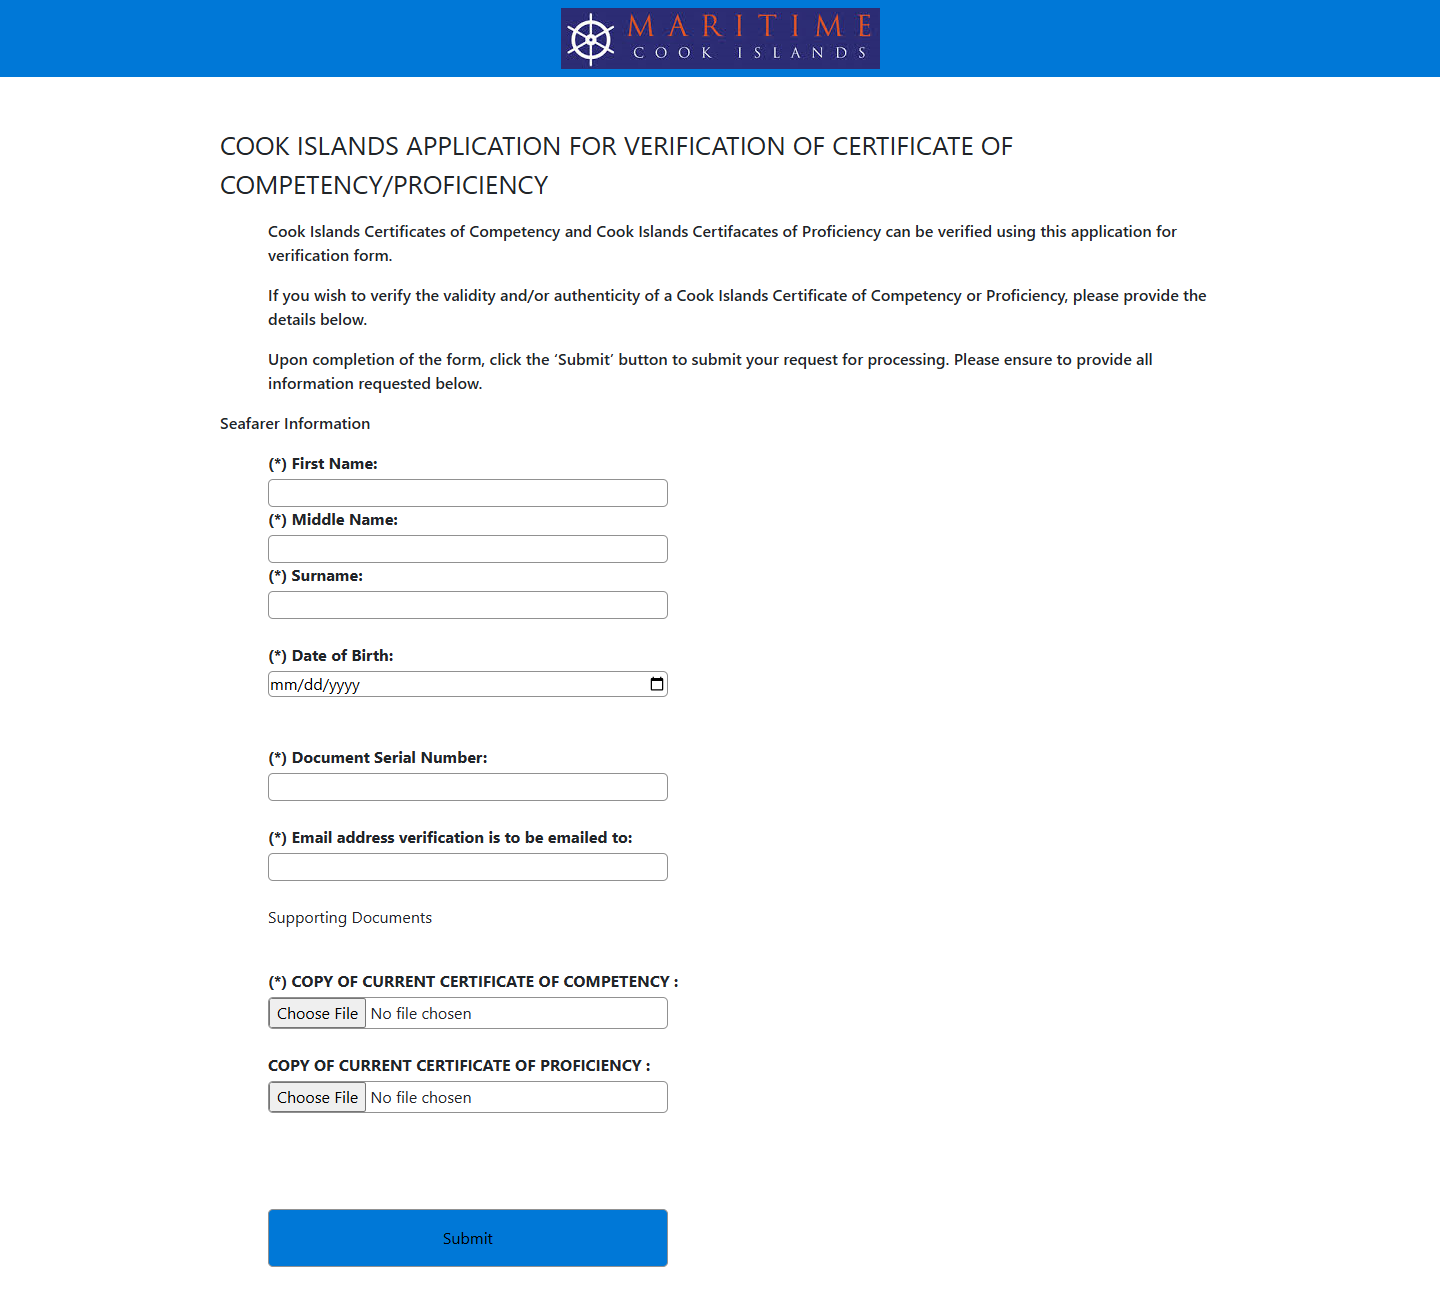 MARITIME
COOK ISLANDS
COOK ISLANDS APPLICATION FOR VERIFICATION OF CERTIFICATE OF
COMPETENCY/PROFICIENCY
Cook Islands Certificates of Competency and Cook Islands Certifacates of Proficiency can be verified using this application for
verification form.
If you wish to verify the validity and/or authenticity of a Cook Islands Certificate of Competency or Proficiency, please provide the
details below.
Upon completion of the form, click the ‘Submit’ button to submit your request for processing. Please ensure to provide all
information requested below.
Seafarer Information
(*) First Name:
(*) Middle Name:
(*) Surname:
(*) Date of Birth:
mm/dd/yyyy
(*) Document Serial Number:
(*) Email address verification is to be emailed to:
Supporting Documents
(*) COPY OF CURRENT CERTIFICATE OF COMPETENCY :
Choose File No file chosen
COPY OF CURRENT CERTIFICATE OF PROFICIENCY :
Choose File No file chosen
Submit